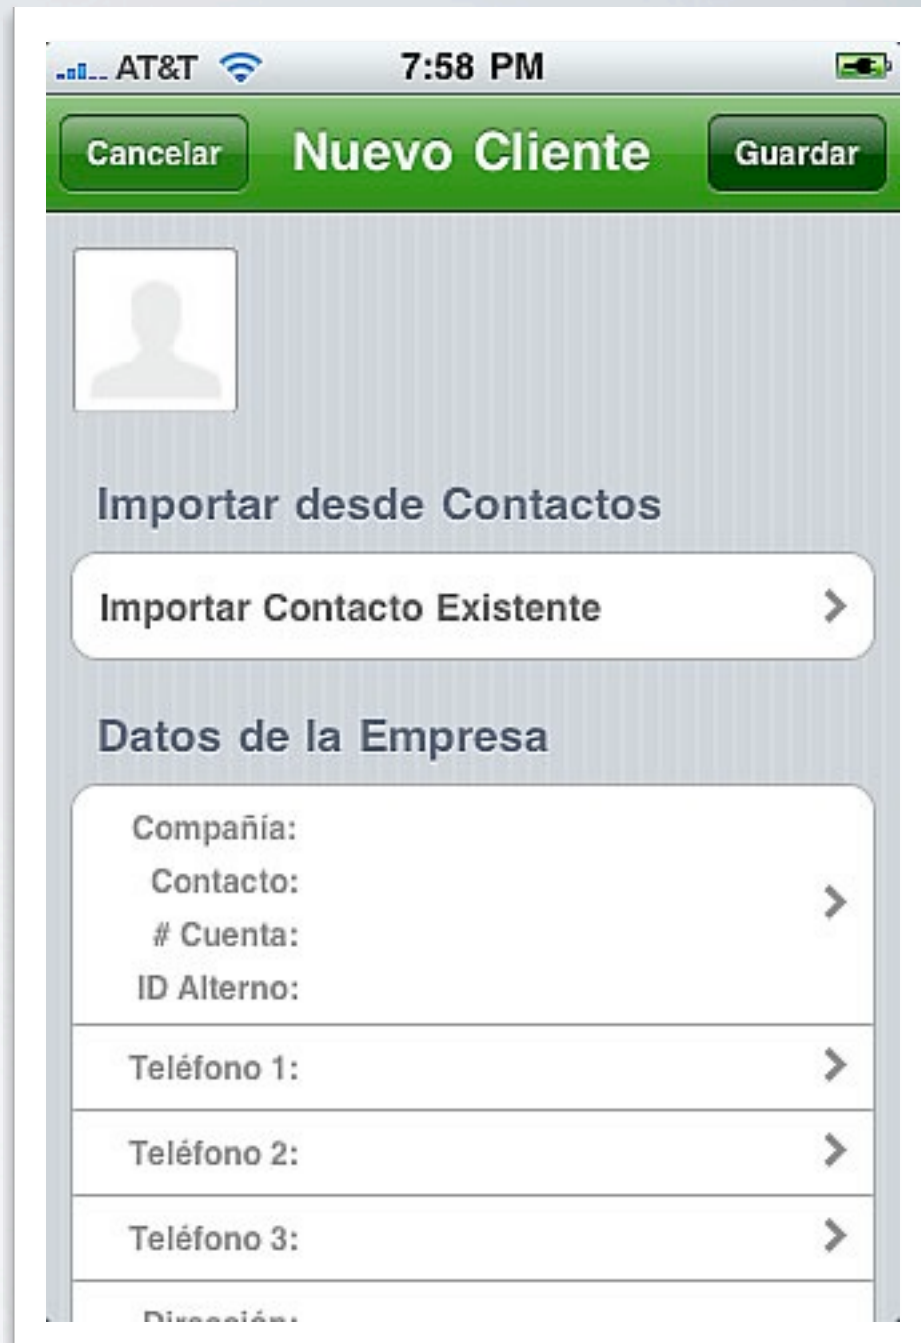 AT&T 7:58 PM
Cancelar Nuevo Cliente Guardar
Importar desde Contactos
Importar Contacto Existente
Datos de la Empresa
Compañía:
Contacto:
# Cuenta:
ID Alterno:
Teléfono 1:
Teléfono 2:
Teléfono 3:
Dirección: